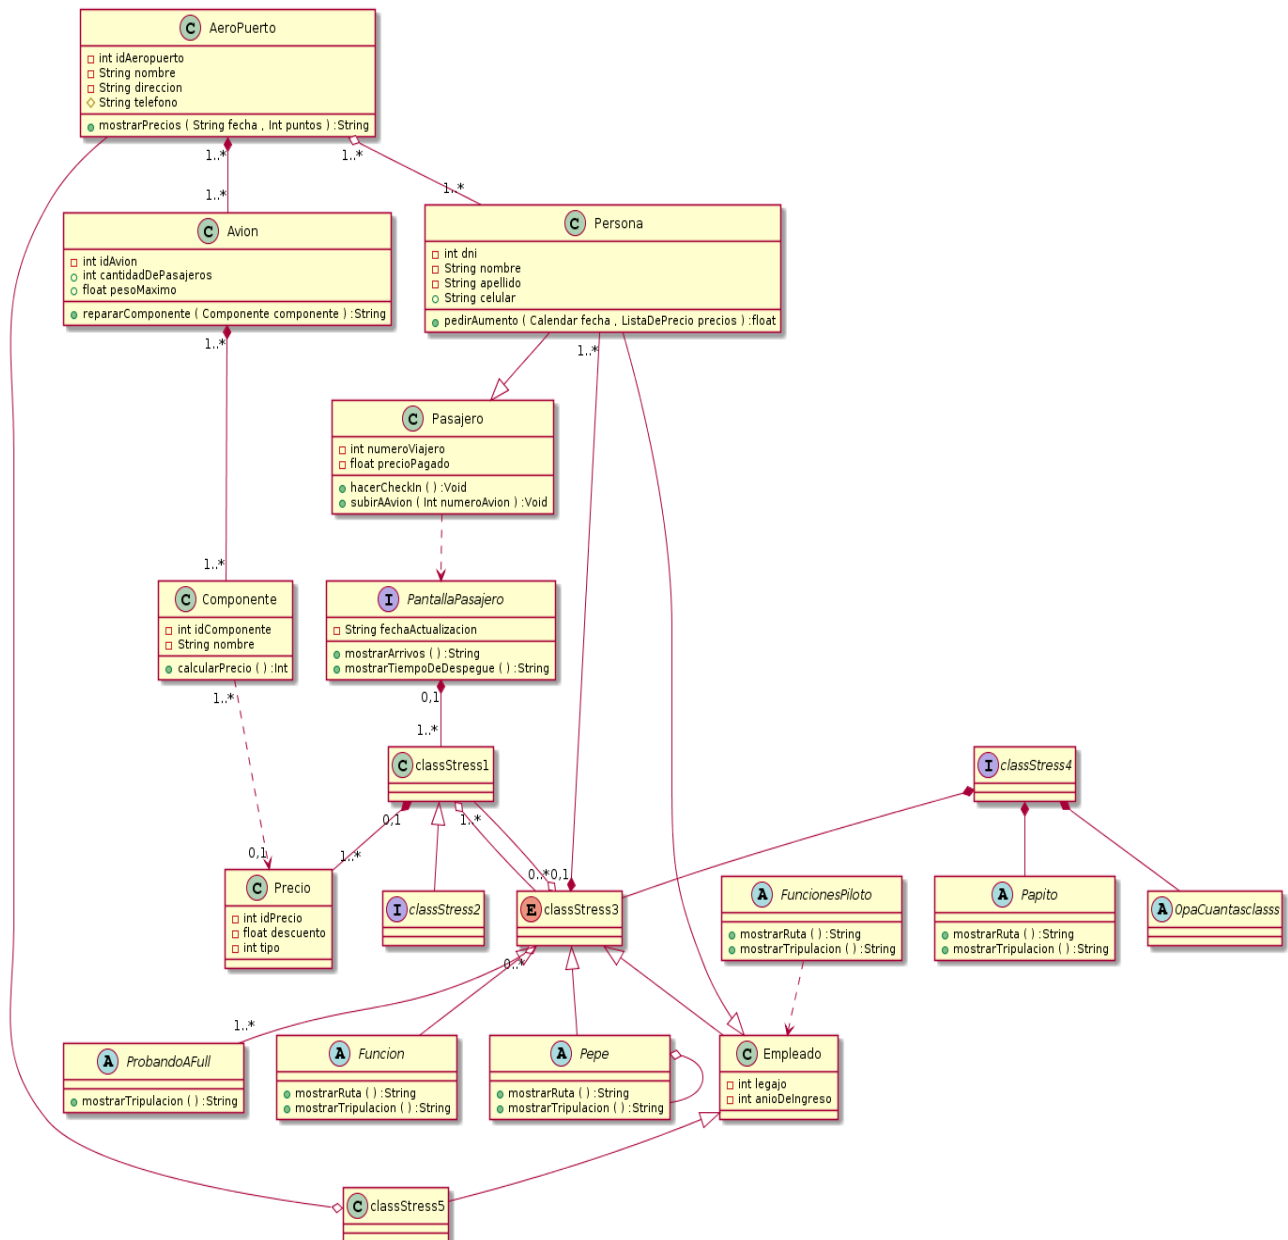 C AeroPuerto
int idAeropuerto
String nombre
String direccion
String telefono
mostrarPrecios ( String fecha , Int puntos ) :String
1..*
1..*
1..*
1..*
C Avion
int idAvion
int cantidadDePasajeros
float pesoMaximo
repararComponente ( Componente componente ) :String
C Persona
int dni
String nombre
String apellido
String celular
pedirAumento ( Calendar fecha , ListaDePrecio precios ) :float
1..*
1..*
C Pasajero
int numeroViajero
float precioPagado
hacerCheckIn ( ) :Void
subirAAvion ( Int numeroAvion ) :Void
1..*
C Componente
int idComponente
String nombre
calcularPrecio ( ) :Int
I PantallaPasajero
String fechaActualizacion
mostrarArrivos ( ) :String
mostrarTiempoDeDespegue ( ) :String
1..*
0,1
1..*
C classStress1
I classStress4
0,1
1..*
0,1
1..*
0..*
0,1
C Precio
int idPrecio
float descuento
int tipo
I classStress2
E classStress3
A FuncionesPiloto
mostrarRuta ( ) :String
mostrarTripulacion ( ) :String
A Papito
mostrarRuta ( ) :String
mostrarTripulacion ( ) :String
A OpaCuantasclasss
0..*
1..*
A ProbandoAFull
mostrarTripulacion ( ) :String
A Funcion
mostrarRuta ( ) :String
mostrarTripulacion ( ) :String
A Pepe
mostrarRuta ( ) :String
mostrarTripulacion ( ) :String
C Empleado
int legajo
int anioDeIngreso
C classStress5